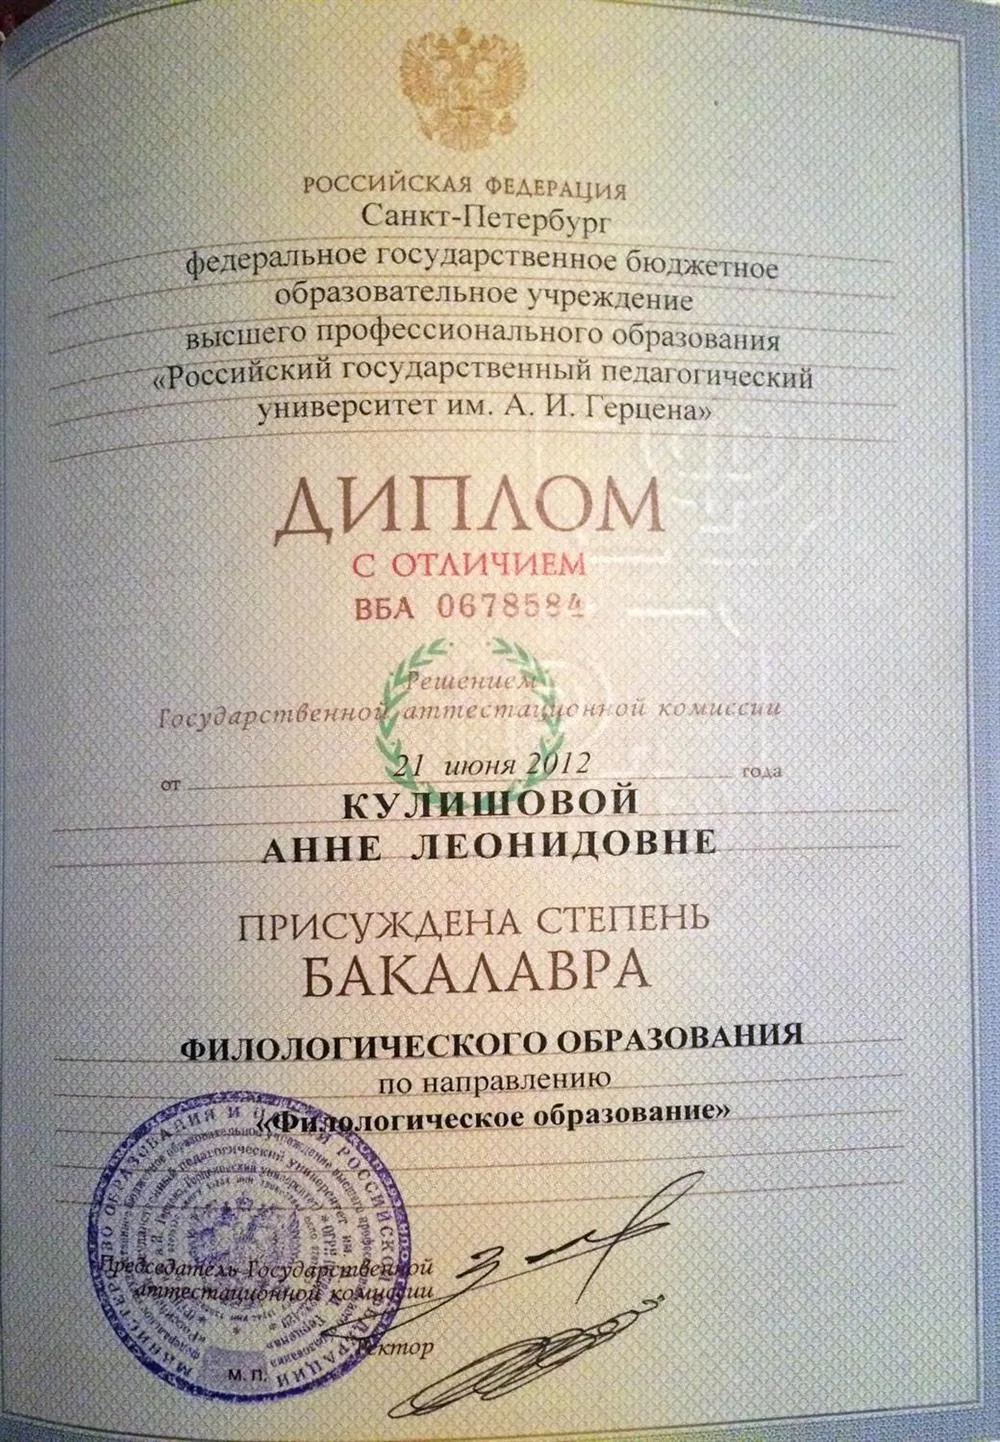 РОССИЙСКАЯ ФЕДЕРАЦИЯ
Санкт-Петербург
федеральное государственное бюджетное
образовательное учреждение
высшего профессионального образования
«Российский государственный педагогический
университет им. А. И. Герцена»
ДИПЛОМ
С ОТЛИЧИЕМ
ВБА 0678584
Решением
Государственной аттестационной комиссии
от 21 июня 2012 года
КУЛИШОВОЙ
АННЕ ЛЕОНИДОВНЕ
ПРИСУЖДЕНА СТЕПЕНЬ
БАКАЛАВРА
ФИЛОЛОГИЧЕСКОГО ОБРАЗОВАНИЯ
по направлению
«Филологическое образование»
Председатель Государственной
аттестационной комиссии
Ректор
М. П.